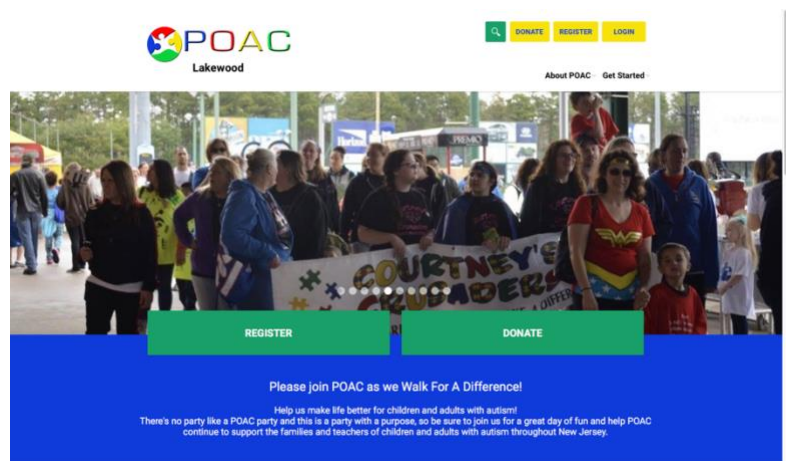 POAC
Lakewood
DONATE REGISTER LOGIN
About POAC Get Started
PREMIO
COURTNEY'S
CRUSADERS
REGISTER DONATE
Please join POAC as we Walk For A Difference!
Help us make life better for children and adults with autism!
There's no party like a POAC party and this is a party with a purpose, so be sure to join us for a great day of fun and help POAC
continue to support the families and teachers of children and adults with autism throughout New Jersey.